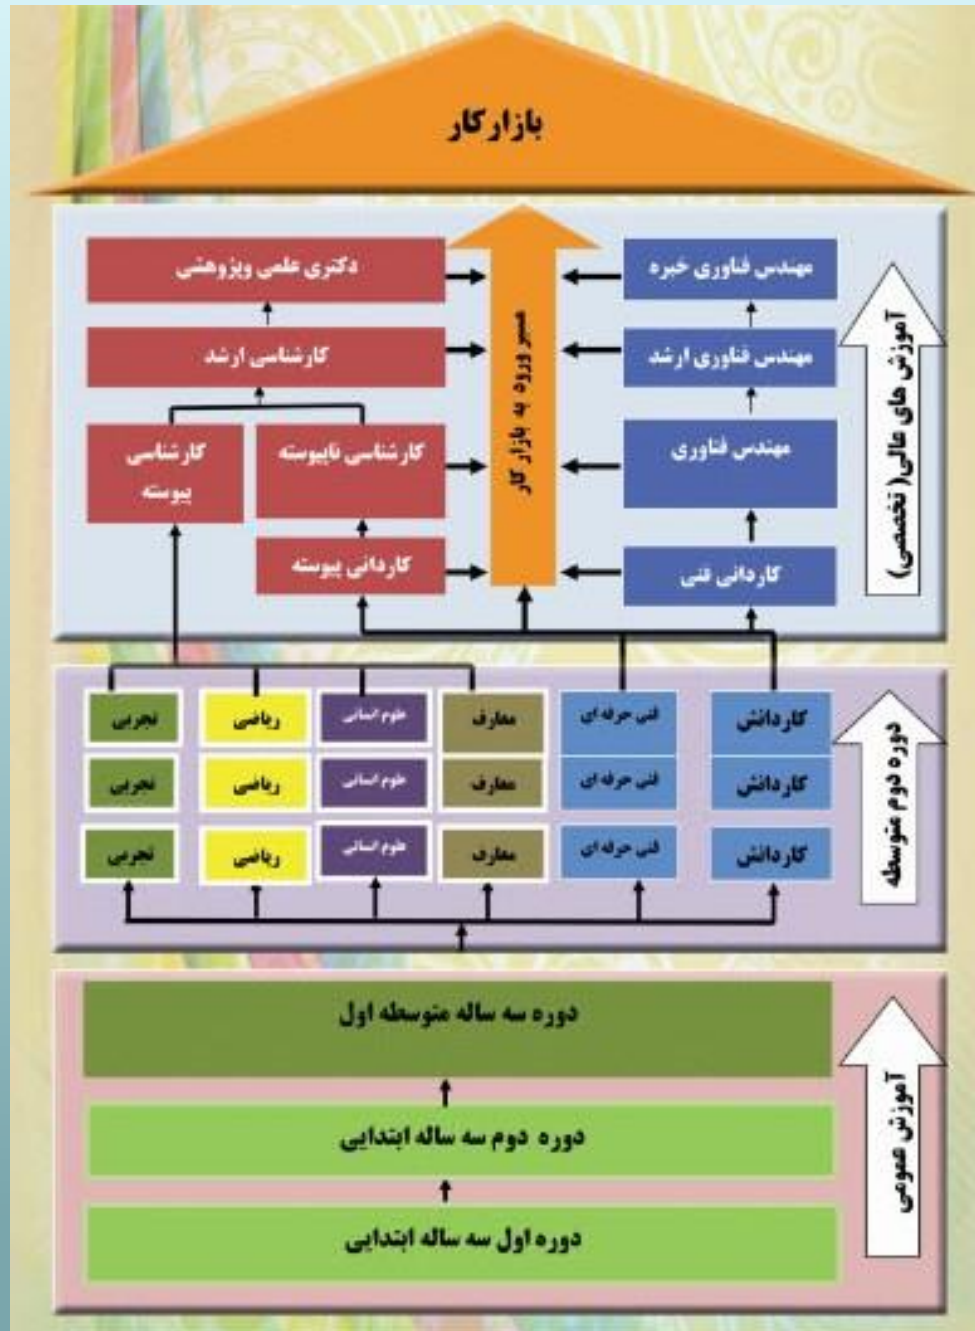 بازارکار
مهندس فناوری خبره
دکتری علمی وپژوهشی
مهندس فناوری ارشد
کارشناسی ارشد
مهندس فناوری
کارشناسی ناپیوسته
کارشناسی
پیوسته
کاردانی فنی
کاردانی پیوسته
مسیر ورود به بازار کار
آموزش های عالی( تخصصی)
کاردانش
فنی حرفه ای
معارف
علوم انسانی
ریاضی
تجربی
کاردانش
فنی حرفه ای
معارف
علوم انسانی
ریاضی
تجربی
کاردانش
فنی حرفه ای
معارف
علوم انسانی
ریاضی
تجربی
دوره دوم متوسطه
دوره سه ساله متوسطه اول
دوره دوم سه ساله ابتدایی
دوره اول سه ساله ابتدایی
آموزش عمومی